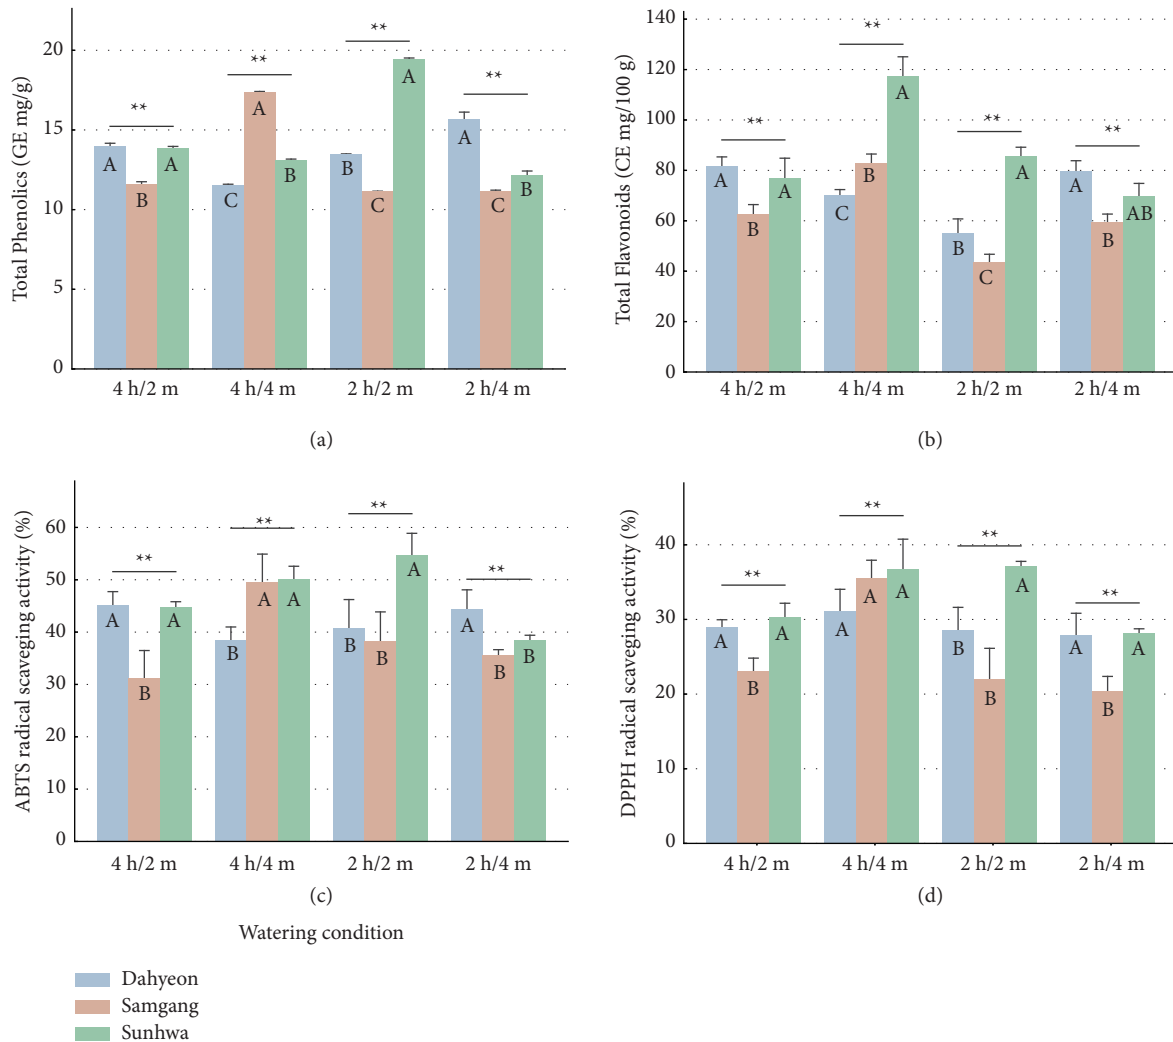 Total Phenolics (GE mg/g)
20
15
10
5
0
**
**
**
**
A
B
A
C
A
B
B
C
A
A
C
B
4 h/2 m
4 h/4 m
2 h/2 m
2 h/4 m
(a)
Total Flavonoids (CE mg/100 g)
140
120
100
80
60
40
20
0
**
**
**
**
A
B
A
C
B
A
B
C
A
A
B
AB
4 h/2 m
4 h/4 m
2 h/2 m
2 h/4 m
(b)
ABTS radical scaveging activity (%)
60
50
40
30
20
10
0
**
**
**
**
A
B
A
B
A
A
B
B
A
A
B
B
4 h/2 m
4 h/4 m
2 h/2 m
2 h/4 m
(c)
DPPH radical scaveging activity (%)
40
30
20
10
0
**
**
**
**
A
B
A
A
A
A
B
B
A
A
B
A
4 h/2 m
4 h/4 m
2 h/2 m
2 h/4 m
(d)
Watering condition
Dahyeon
Samgang
Sunhwa